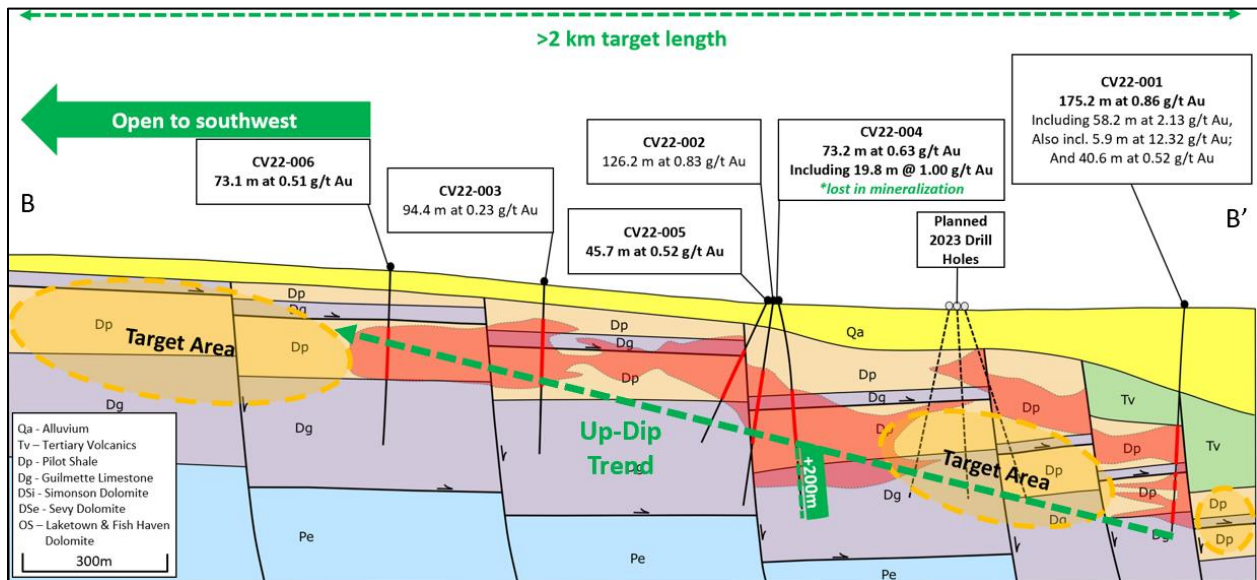 >2 km target length
Open to southwest
CV22-006
73.1 m at 0.51 g/t Au
CV22-003
94.4 m at 0.23 g/t Au
CV22-002
126.2 m at 0.83 g/t Au
CV22-005
45.7 m at 0.52 g/t Au
CV22-004
73.2 m at 0.63 g/t Au
Including 19.8 m @ 1.00 g/t Au
*lost in mineralization
Planned
2023 Drill
Holes
CV22-001
175.2 m at 0.86 g/t Au
Including 58.2 m at 2.13 g/t Au,
Also incl. 5.9 m at 12.32 g/t Au;
And 40.6 m at 0.52 g/t Au
B
B’
Dp
Dg
Dp
Target Area
Dp
Dg
Dg
Dp
Dg
Dp
Up-Dip
Trend
Dg
+200m
Qa
Dp
Dg
Dp
Target Area
Dp
Dg
Dg
Dp
Tv
Dp
Dp
Dg
Tv
Dp
Dp
Pe
Pe
Pe
Qa - Alluvium
Tv – Tertiary Volcanics
Dp - Pilot Shale
Dg - Guilmette Limestone
DSi - Simonson Dolomite
DSe - Sevy Dolomite
OS – Laketown & Fish Haven
Dolomite
300m